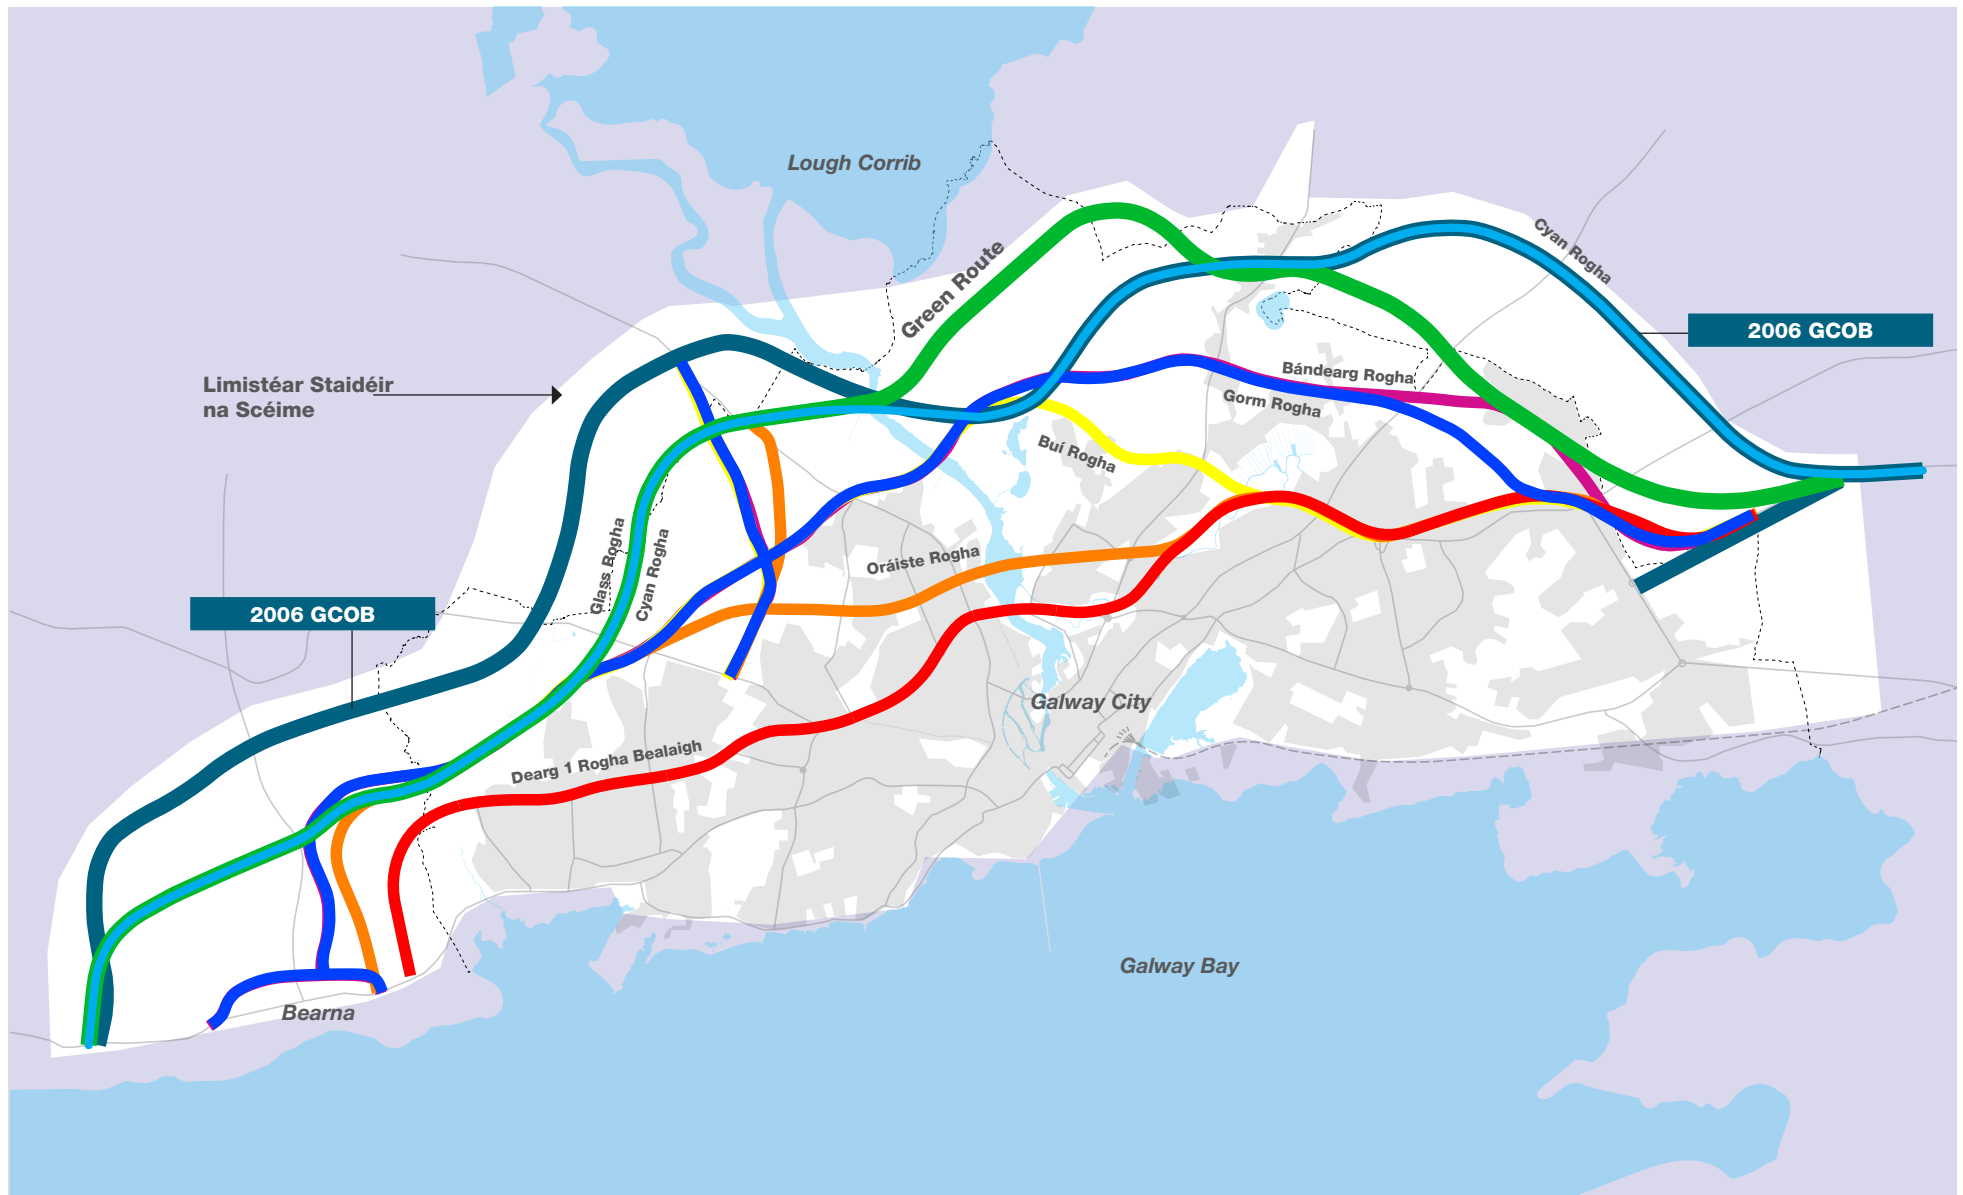 Lough Corrib
Cyan Rogha
Green Route
2006 GCOB
Limistéar Staidéir
na Scéime
Bándearg Rogha
Gorm Rogha
Buí Rogha
Glass Rogha
Cyan Rogha
Oráiste Rogha
2006 GCOB
Galway City
Dearg 1 Rogha Bealaigh
Galway Bay
Bearna